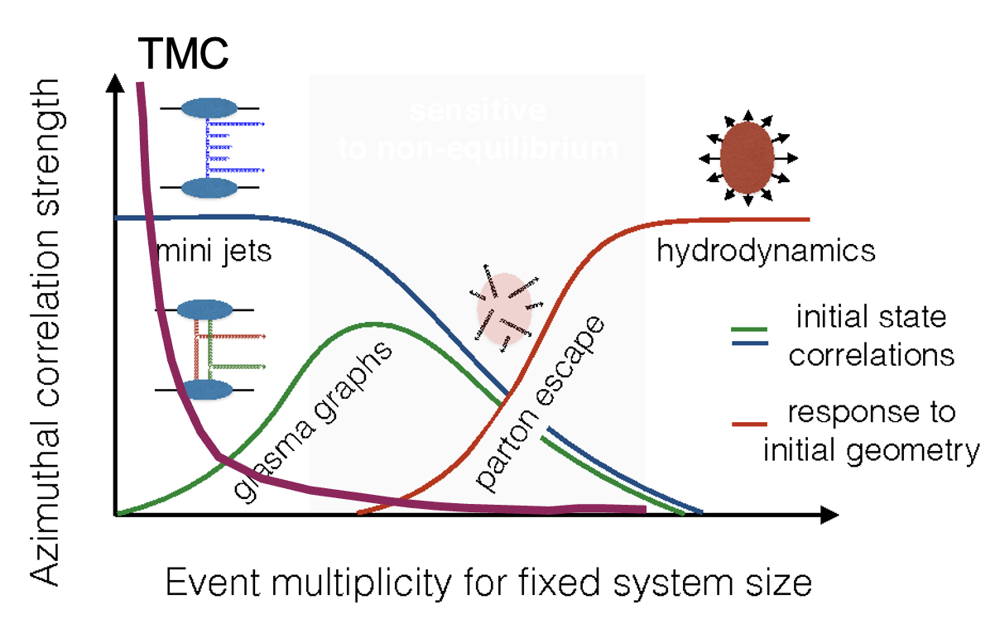 TMC
Azimuthal correlation strength
sensitive
to non-equilibrium
mini jets
hydrodynamics
glasma graphs
parton escape
initial state
correlations
response to
initial geometry
Event multiplicity for fixed system size